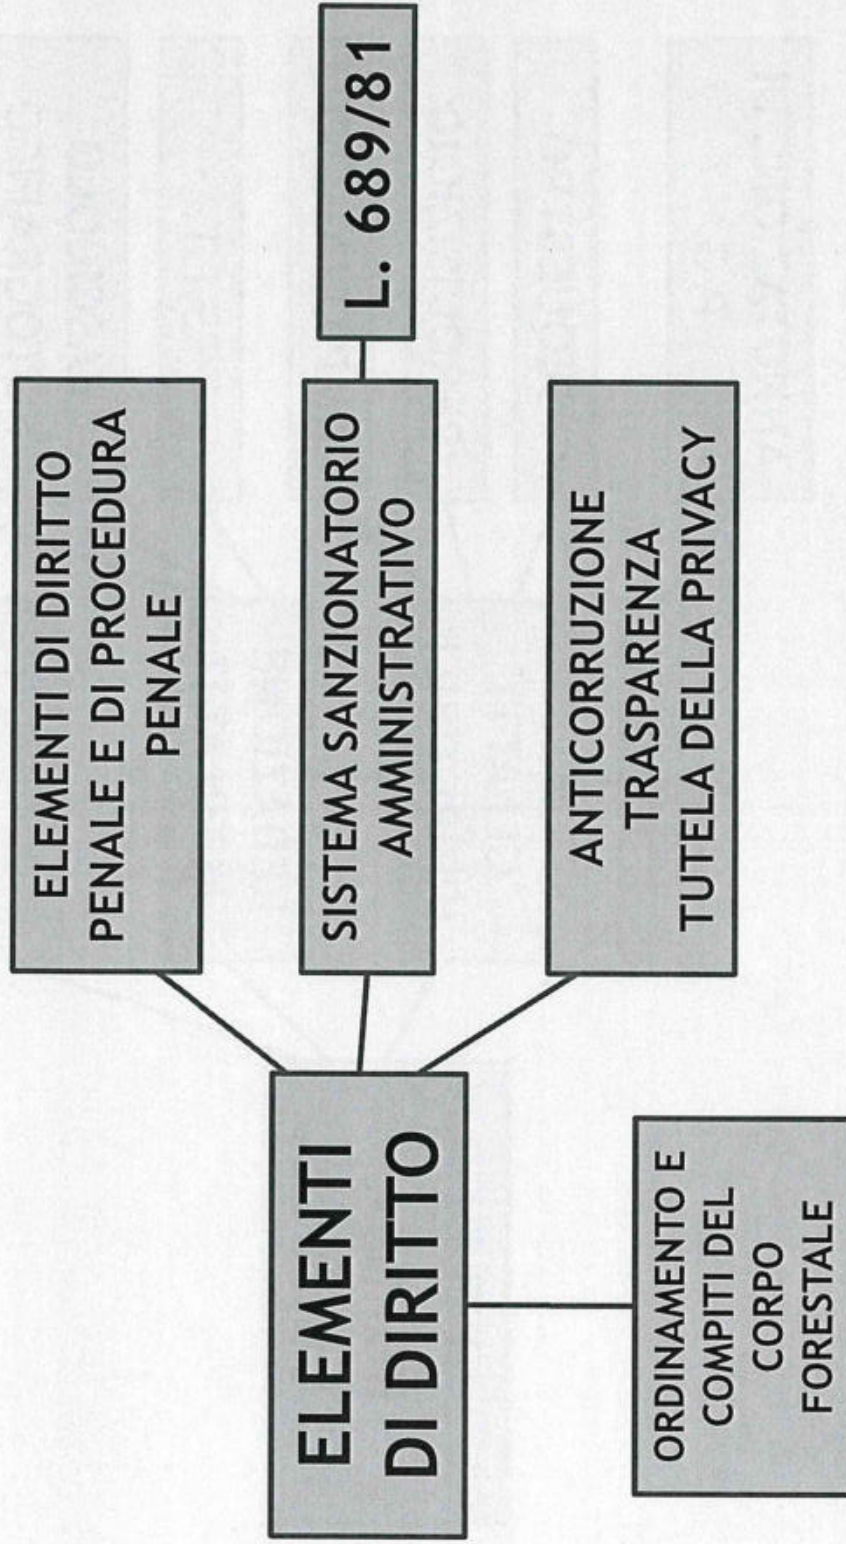 ELEMENTI
DI DIRITTO
ELEMENTI DI DIRITTO
PENALE E DI PROCEDURA
PENALE
SISTEMA SANZIONATORIO
AMMINISTRATIVO
L. 689/81
ANTICORRUZIONE
TRASPARENZA
TUTELA DELLA PRIVACY
ORDINAMENTO E
COMPITI DEL
CORPO
FORESTALE